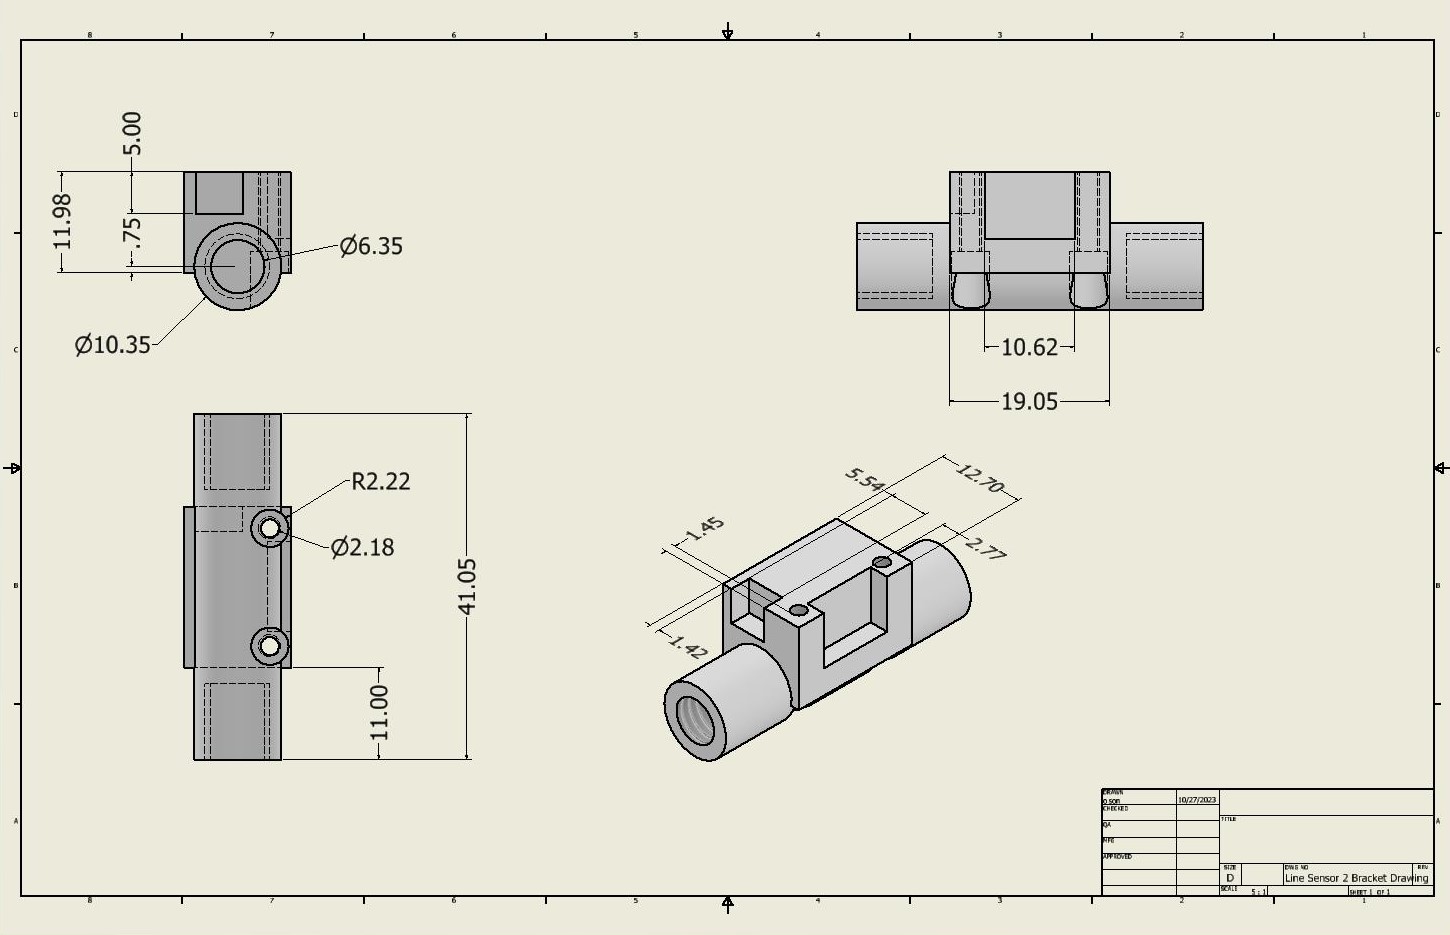 8 7 6 5 4 3 2 1
D D
5.00
11.98
.75
Ø6.35
Ø10.35
10.62
19.05
C C
R2.22
Ø2.18
41.05
11.00
12.70
5.54
1.45
2.77
1.42
B B
A A
DRAWN
10/27/2023
CHECKED
QA
MFG
APPROVED
TITLE
SIZE
D
DWG NO
Line Sensor 2 Bracket Drawing
REV
SCALE
5 : 1
SHEET 1 OF 1
8 7 6 5 4 3 2 1